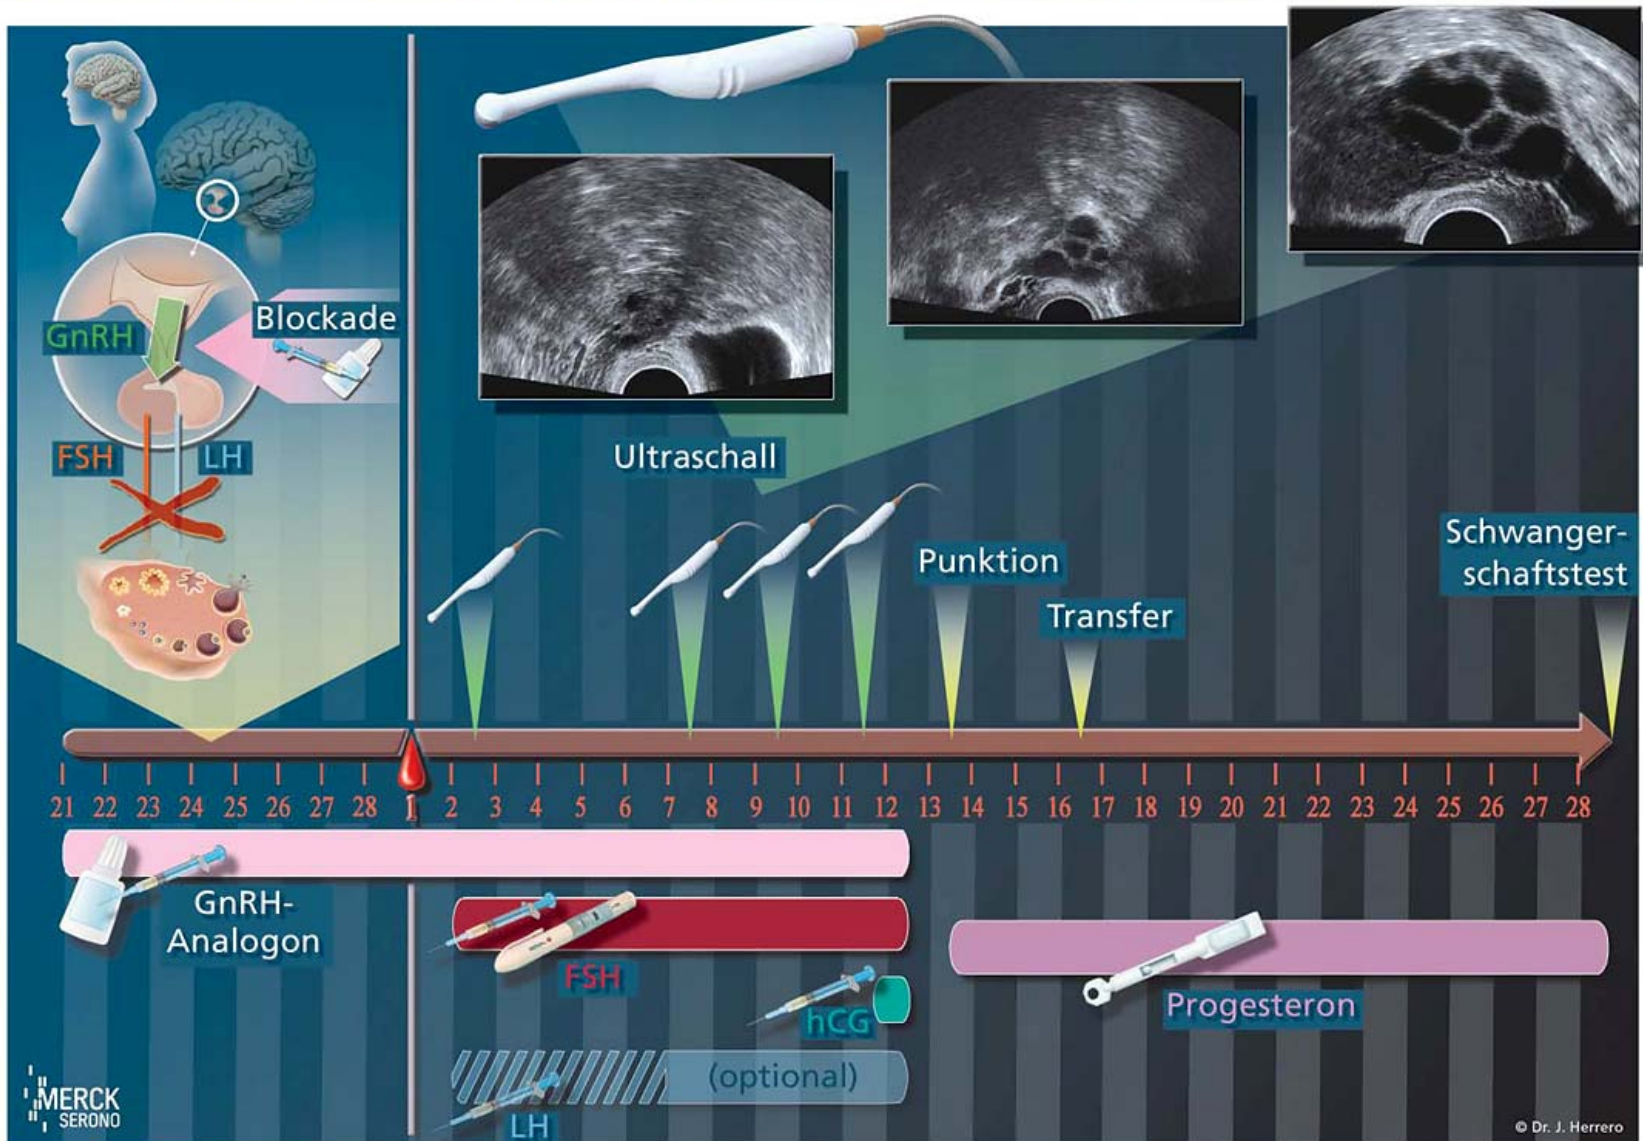 GnRH
Blockade
FSH
LH
Ultraschall
Punktion
Transfer
Schwanger-
schaftstest
21 22 23 24 25 26 27 28 1 2 3 4 5 6 7 8 9 10 11 12 13 14 15 16 17 18 19 20 21 22 23 24 25 26 27 28
GnRH-
Analogon
FSH
hCG
Progesteron
(optional)
LH
MERCK
SERONO
© Dr. J. Herrero